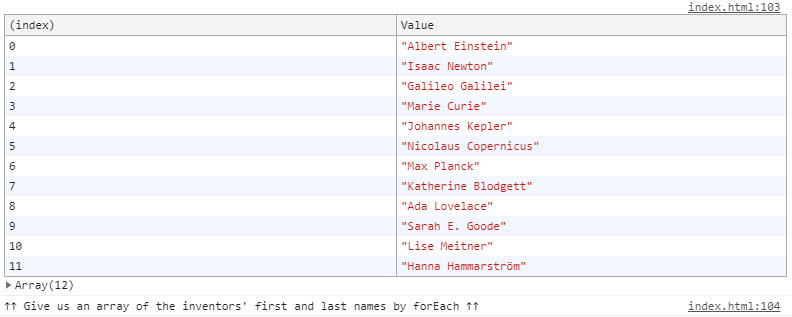 index.html:103
(index) Value
0 "Albert Einstein"
1 "Isaac Newton"
2 "Galileo Galilei"
3 "Marie Curie"
4 "Johannes Kepler"
5 "Nicolaus Copernicus"
6 "Max Planck"
7 "Katherine Blodgett"
8 "Ada Lovelace"
9 "Sarah E. Goode"
10 "Lise Meitner"
11 "Hanna Hammarström"
▶ Array(12)
↑↑ Give us an array of the inventors' first and last names by forEach ↑↑ index.html:104